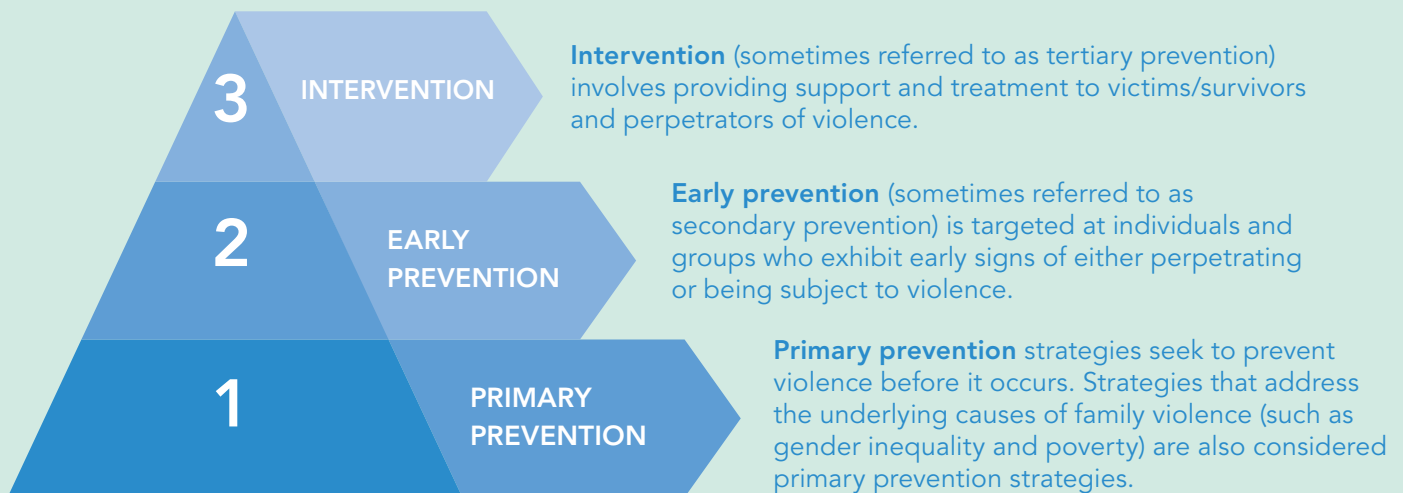 3
INTERVENTION
Intervention (sometimes referred to as tertiary prevention)
involves providing support and treatment to victims/survivors
and perpetrators of violence.
2
EARLY
PREVENTION
Early prevention (sometimes referred to as
secondary prevention) is targeted at individuals and
groups who exhibit early signs of either perpetrating
or being subject to violence.
1
PRIMARY
PREVENTION
Primary prevention strategies seek to prevent
violence before it occurs. Strategies that address
the underlying causes of family violence (such as
gender inequality and poverty) are also considered
primary prevention strategies.